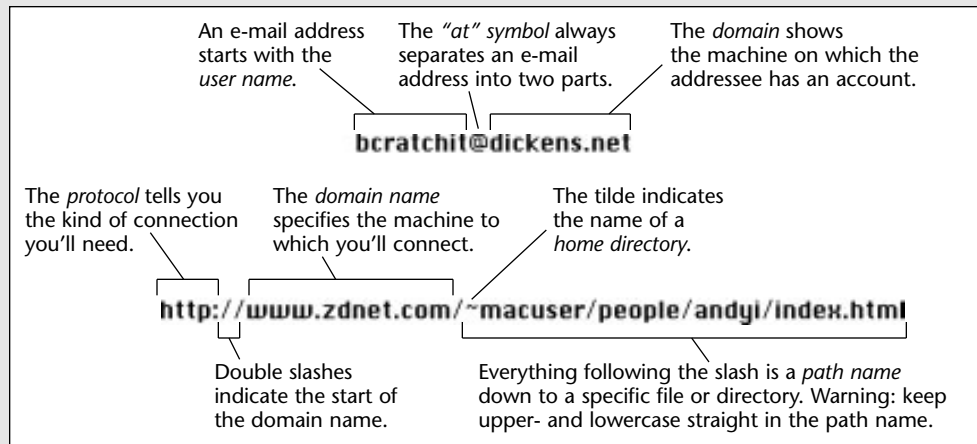 An e-mail address
starts with the
user name.
The “at” symbol always
separates an e-mail
address into two parts.
The domain shows
the machine on which the
addressee has an account.
bcratchit@dickens.net
The protocol tells you
the kind of connection
you'll need.
The domain name
specifies the machine to
which you'll connect.
The tilde indicates
the name of a
home directory.
http://www.zdnet.com/~macuser/people/andyi/index.html
Double slashes
indicate the start of
the domain name.
Everything following the slash is a path name
down to a specific file or directory. Warning: keep
upper- and lowercase straight in the path name.